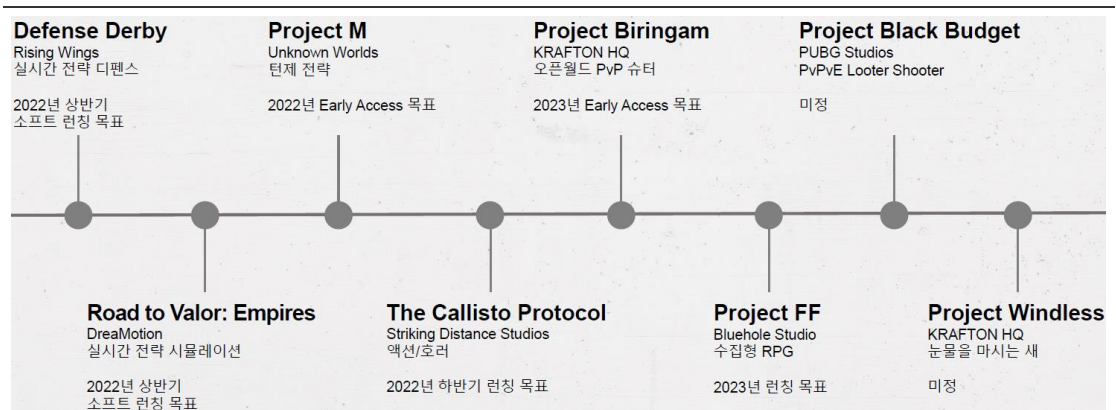 Defense Derby
Rising Wings
실시간 전략 디펜스
2022년 상반기
소프트 런칭 목표
Project M
Unknown Worlds
턴제 전략
2022년 Early Access 목표
Project Biringam
KRAFTON HQ
오픈월드 PvP 슈터
2023년 Early Access 목표
Project Black Budget
PUBG Studios
PvPvE Looter Shooter
미정
Road to Valor: Empires
DreaMotion
실시간 전략 시뮬레이션
2022년 상반기
소프트 런칭 목표
The Callisto Protocol
Striking Distance Studios
액션/호러
2022년 하반기 런칭 목표
Project FF
Bluehole Studio
수집형 RPG
2023년 런칭 목표
Project Windless
KRAFTON HQ
눈물을 마시는 새
미정